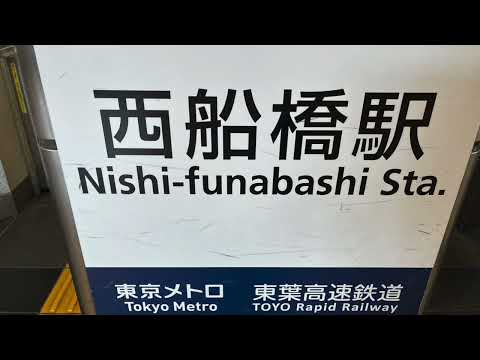 西船橋駅
Nishi-funabashi Sta.
東京メトロ 東葉高速鉄道
Tokyo Metro TOYO Rapid Railway